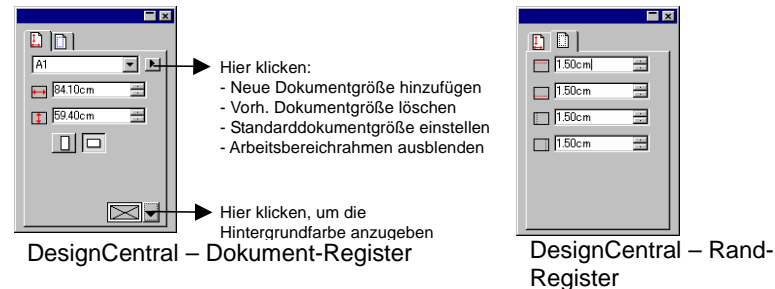 A1
84.10cm
59.40cm
Hier klicken:
- Neue Dokumentgröße hinzufügen
- Vorh. Dokumentgröße löschen
- Standarddokumentgröße einstellen
- Arbeitsbereichrahmen ausblenden
Hier klicken, um die
Hintergrundfarbe anzugeben
DesignCentral – Dokument-Register
1.50cm
1.50cm
1.50cm
1.50cm
DesignCentral – Rand-
Register